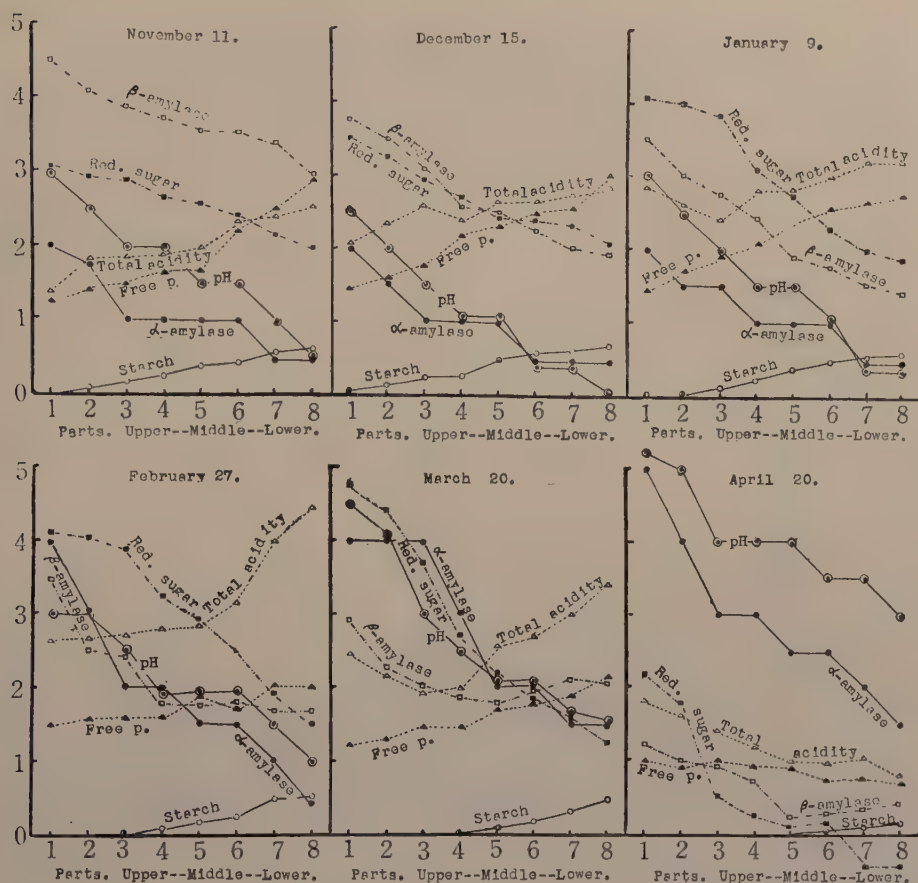 November 11.
5
4
3
2
1
0
β-amylase
Red. sugar
Total acidity
Free p.
pH
α-amylase
Starch
1 2 3 4 5 6 7 8
Parts. Upper--Middle--Lower.
December 15.
β-amylase
Red. sugar
Total acidity
Free p.
pH
α-amylaso
Starch
1 2 3 4 5 6 7 8
Parts. Upper--Middle--Lower.
January 9.
Red. sugar
Total acidity
β-amylase
Free p.
pH
α-amylase
Starch
1 2 3 4 5 6 7 8
Parts. Upper--Middle--Lower.
February 27.
5
4
3
2
1
0
β-amylase
Red. sugar
Total acidity
pH
Free p.
α-amylase
Starch
1 2 3 4 5 6 7 8
Parts. Upper--Middle--Lower.
March 20.
α-amylase
Red. sugar
pH
β-amylase
Total acidity
Free p.
Starch
1 2 3 4 5 6 7 8
Parts. Upper--Middle--Lower.
April 20.
pH
α-amylase
Red. sugar
Total acidity
Free p.
β-amylase
Starch
1 2 3 4 5 6 7 8
Parts. Upper--Middle--Lower.